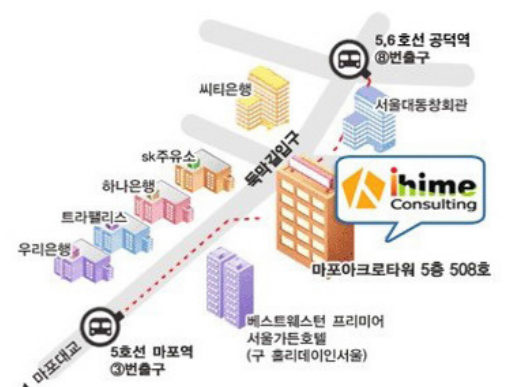 5,6호선 공덕역
⑧번출구
씨티은행
서울대동창회관
독막길입구
sk주유소
하나은행
ihime
Consulting
트라팰리스
우리은행
마포아크로타워 5층 508호
베스트웨스턴 프리미어
서울가든호텔
(구 홀리데이인서울)
5호선 마포역
③번출구
마포대교